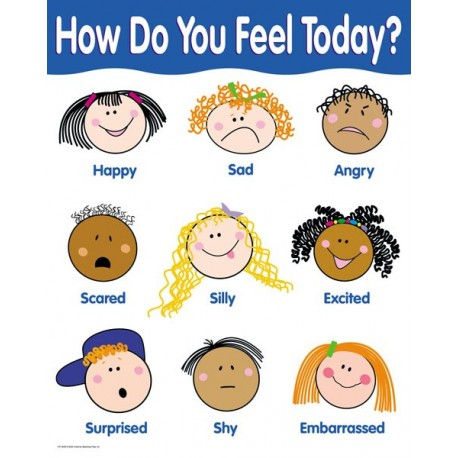 How Do You Feel Today?
Happy
Sad
Angry
Scared
Silly
Excited
Surprised
Shy
Embarrassed